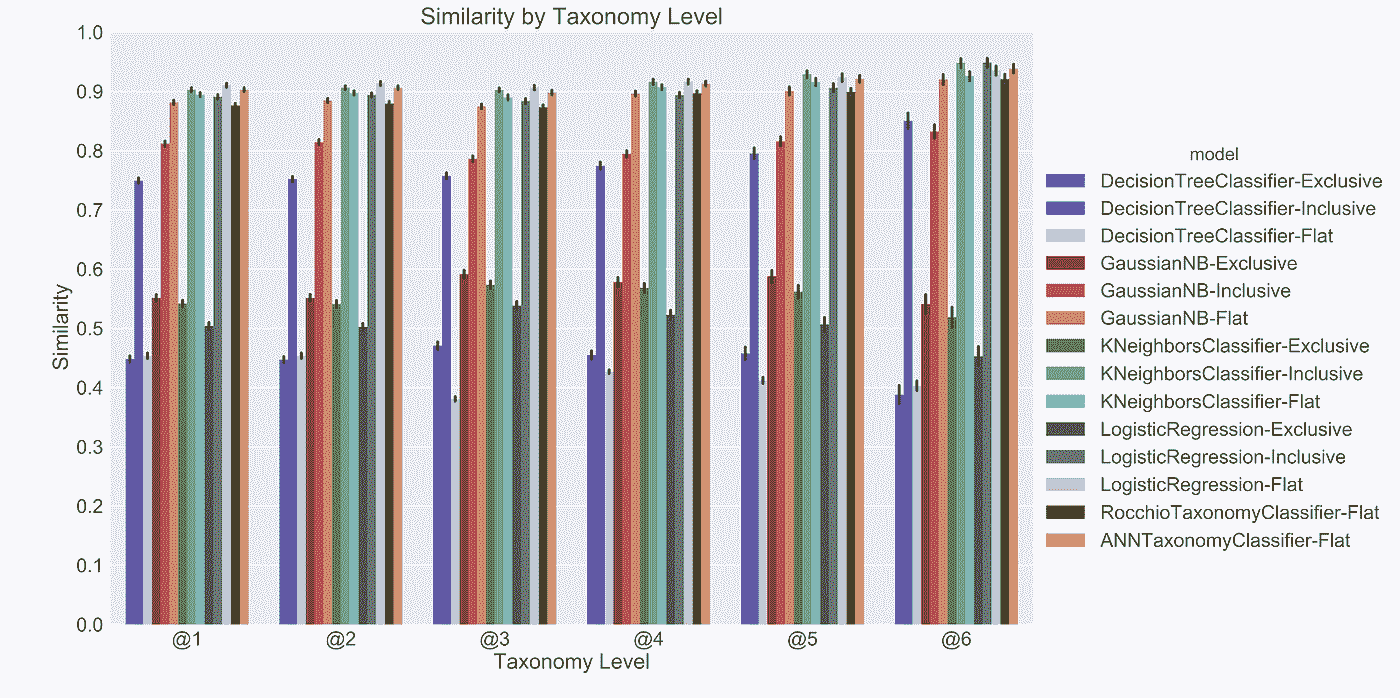 Similarity by Taxonomy Level
1.0
0.9
0.8
0.7
0.6
0.5
0.4
0.3
0.2
0.1
0.0
Similarity
@1 @2 @3 @4 @5 @6
Taxonomy Level
model
DecisionTreeClassifier-Exclusive
DecisionTreeClassifier-Inclusive
DecisionTreeClassifier-Flat
GaussianNB-Exclusive
GaussianNB-Inclusive
GaussianNB-Flat
KNeighborsClassifier-Exclusive
KNeighborsClassifier-Inclusive
KNeighborsClassifier-Flat
LogisticRegression-Exclusive
LogisticRegression-Inclusive
LogisticRegression-Flat
RocchioTaxonomyClassifier-Flat
ANNTaxonomyClassifier-Flat